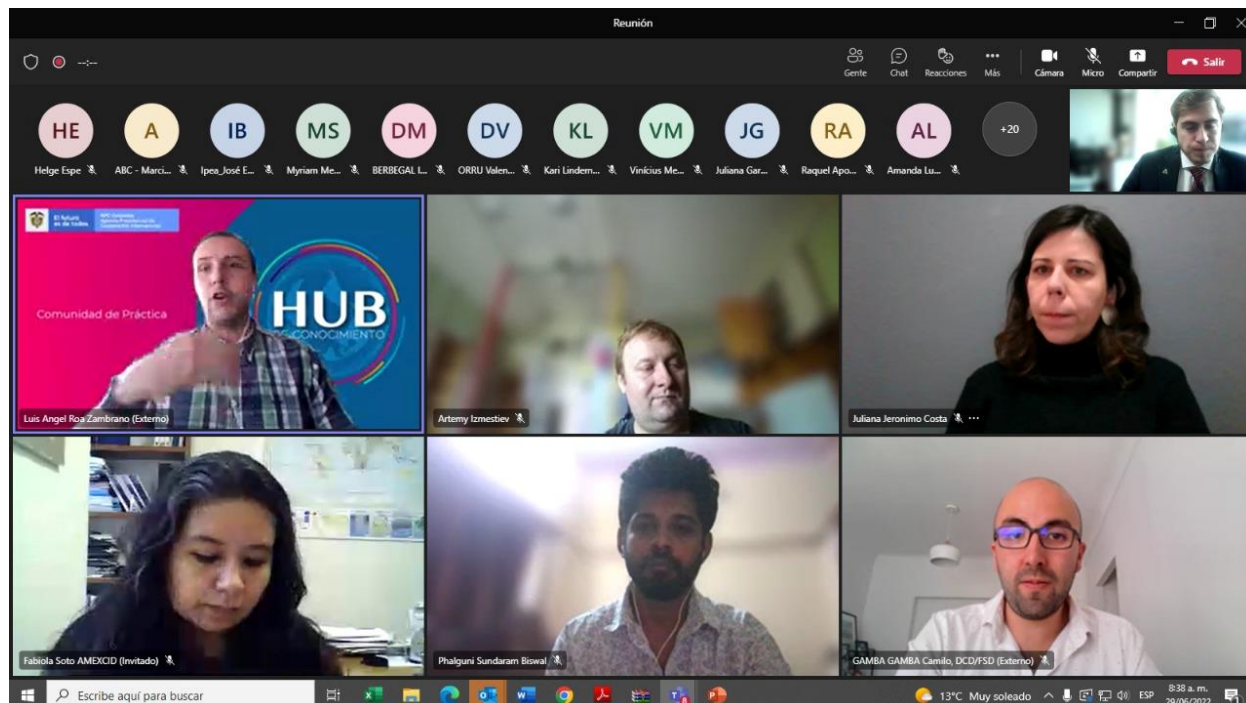 Reunión
--:--
Gente
Chat
Reacciones
Más
Cámara
Micro
Compartir
Salir
HE
A
IB
MS
DM
DV
KL
VM
JG
RA
AL
+20
Helge Espe
ABC - Marci...
Ipea_José E...
Myriam Me...
BERBEGAL I...
ORRU Valen...
Kari Lindem...
Vinícius Me...
Juliana Gar...
Raquel Apo...
Amanda Lu...
El futuro
es de todos
Comunidad de Práctica
HUB
CONOCIMIENTO
Luis Angel Roa Zambrano (Externo)
Artemy Izmestiev
Juliana Jeronimo Costa
Fabiola Soto AMEXCID (Invitado)
Phalguni Sundaram Biswal
GAMBA GAMBA Camilo, DCD/FSD (Externo)
Escribe aquí para buscar
13°C Muy soleado
ESP
8:38 a. m.
29/06/2022